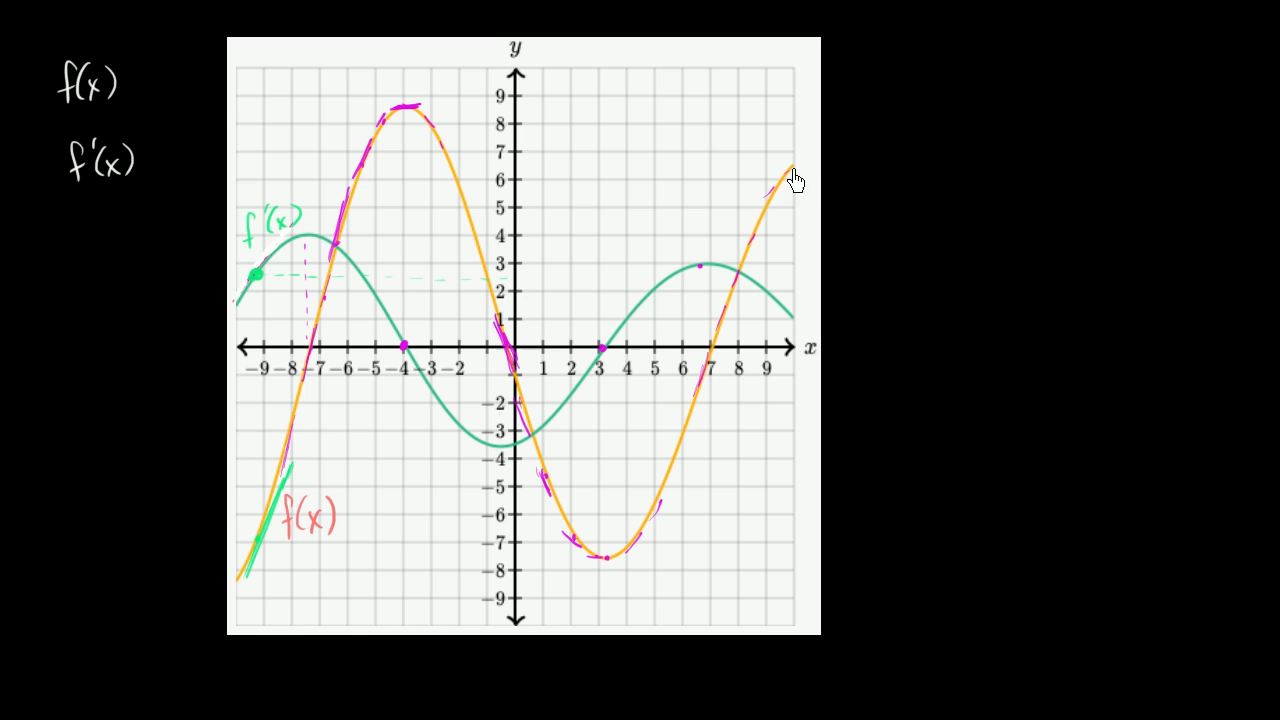 f(x)
f'(x)
y
9
8
7
6
f'(x)
5
4
3
2
1
x
−9 −8 −7 −6 −5 −4 −3 −2 1 2 3 4 5 6 7 8 9
−2
−3
−4
−5
f(x)
−6
−7
−8
−9